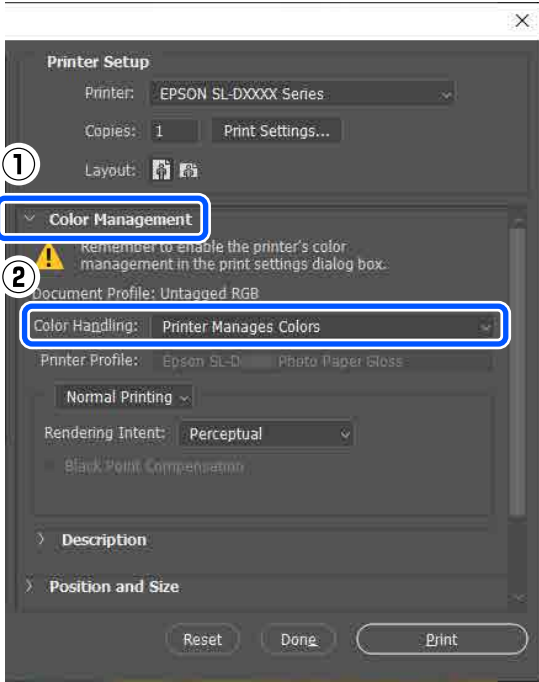 Printer Setup
Printer: EPSON SL-DXXXX Series
Copies: 1 Print Settings...
Layout:
1
Color Management
Remember to enable the printer's color
management in the print settings dialog box.
2
Document Profile: Untagged RGB
Color Handling: Printer Manages Colors
Printer Profile: Epson SL-D Photo Paper Gloss
Normal Printing
Rendering Intent: Perceptual
Black Point Compensation
Description
Position and Size
Reset Done Print